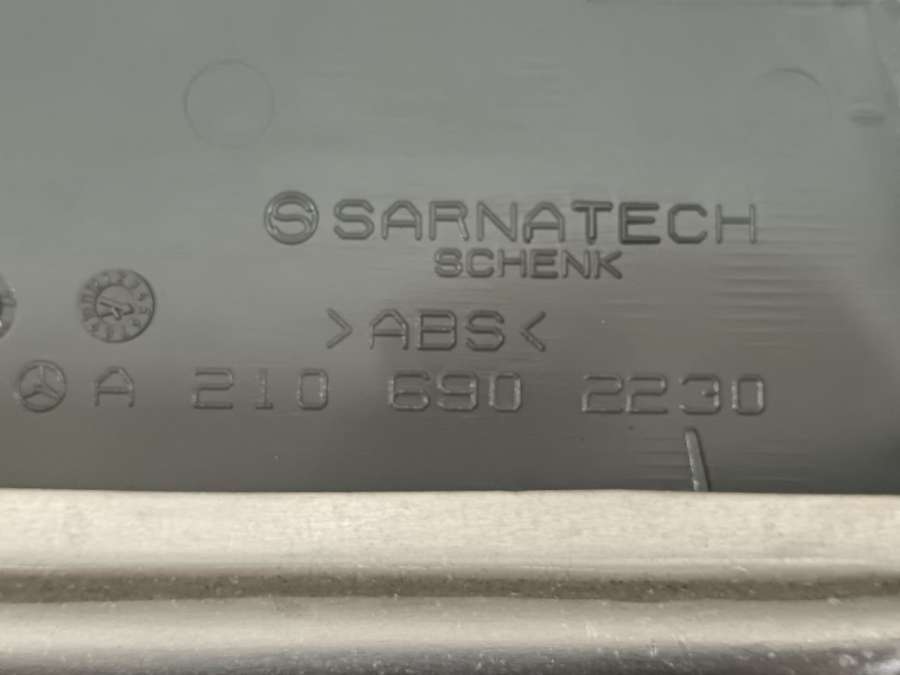 SARNATECH
SCHENK
>ABS<
A 210 690 2230